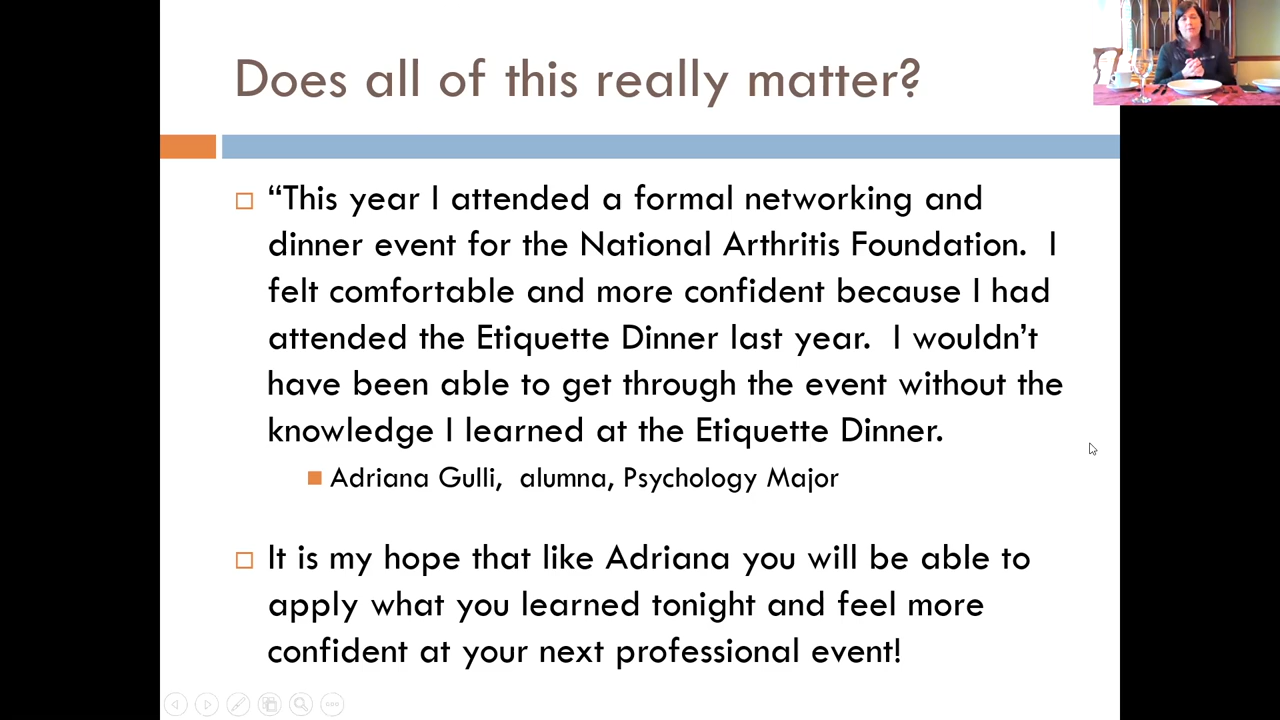 Does all of this really matter?
“This year I attended a formal networking and
dinner event for the National Arthritis Foundation.  I
felt comfortable and more confident because I had
attended the Etiquette Dinner last year.  I wouldn’t
have been able to get through the event without the
knowledge I learned at the Etiquette Dinner.
Adriana Gulli,  alumna, Psychology Major
It is my hope that like Adriana you will be able to
apply what you learned tonight and feel more
confident at your next professional event!